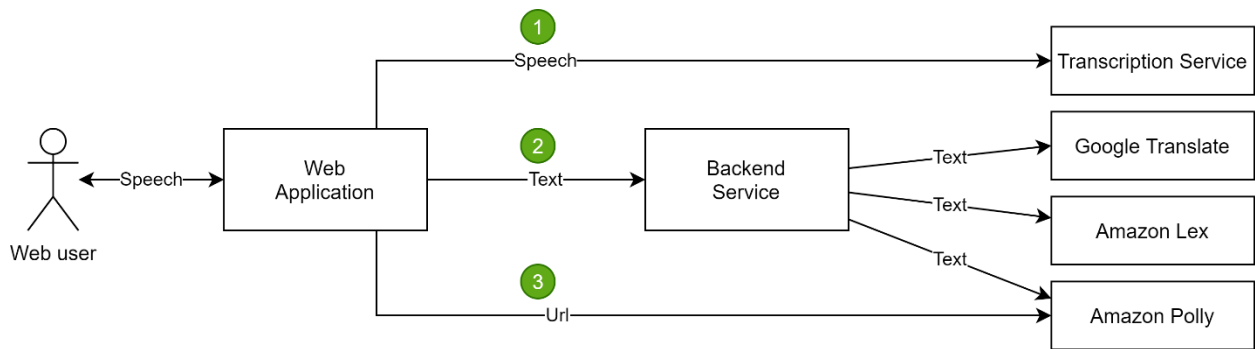 1
Speech
Transcription Service
2
Google Translate
Text
Web
Application
Backend
Service
Speech
Text
Text
Amazon Lex
Web user
Text
3
Url
Amazon Polly